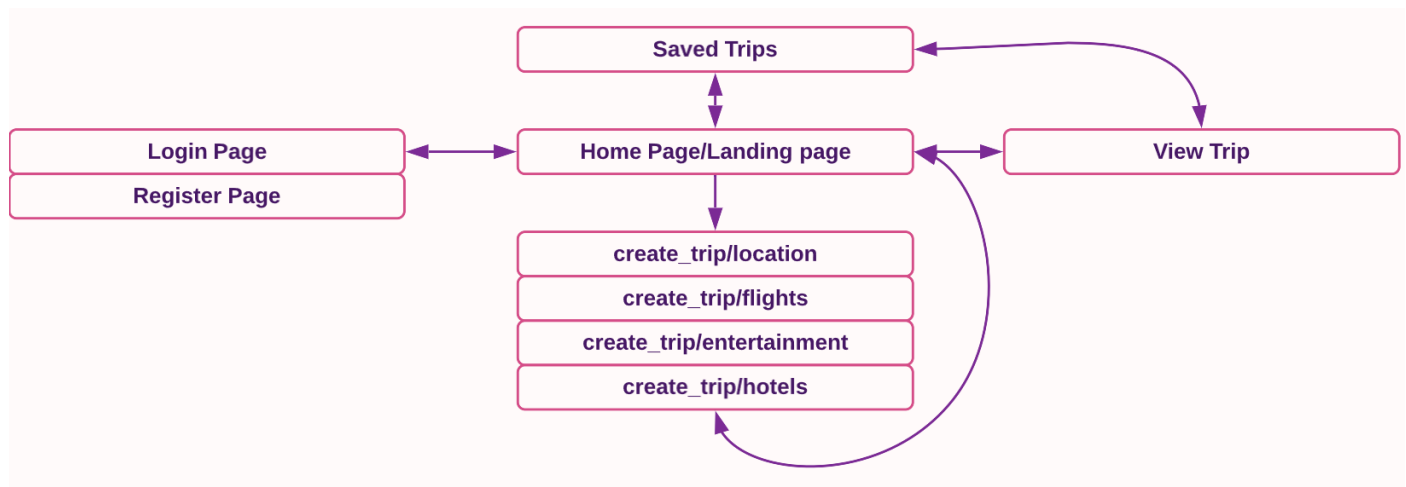 Saved Trips
Login Page
Home Page/Landing page
View Trip
Register Page
create_trip/location
create_trip/flights
create_trip/entertainment
create_trip/hotels